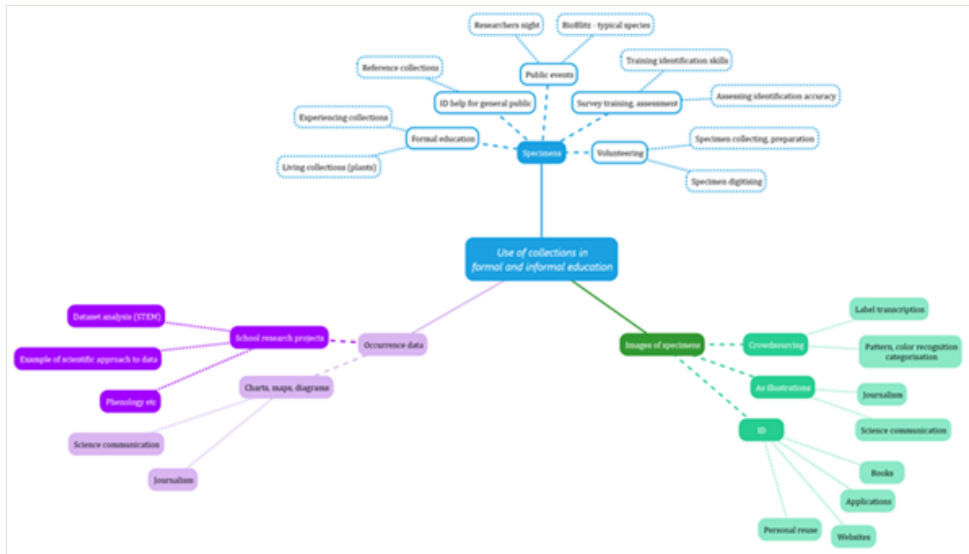 Researchers night
BioBlitz - typical species
Training identification skills
Reference collections
Public events
ID help for general public
Survey training, assessment
Assessing identification accuracy
Experiencing collections
Formal education
Specimens
Volunteering
Specimen collecting, preparation
Living collections (plants)
Specimen digitising
Use of collections in
formal and informal education
Dataset analysis (STEM)
School research projects
Occurrence data
Example of scientific approach to data
Charts, maps, diagrams
Phenology etc
Science communication
Journalism
Images of specimens
Crowdsourcing
Label transcription
Pattern, color recognition
categorisation
As illustrations
Journalism
Science communication
ID
Books
Applications
Websites
Personal reuse